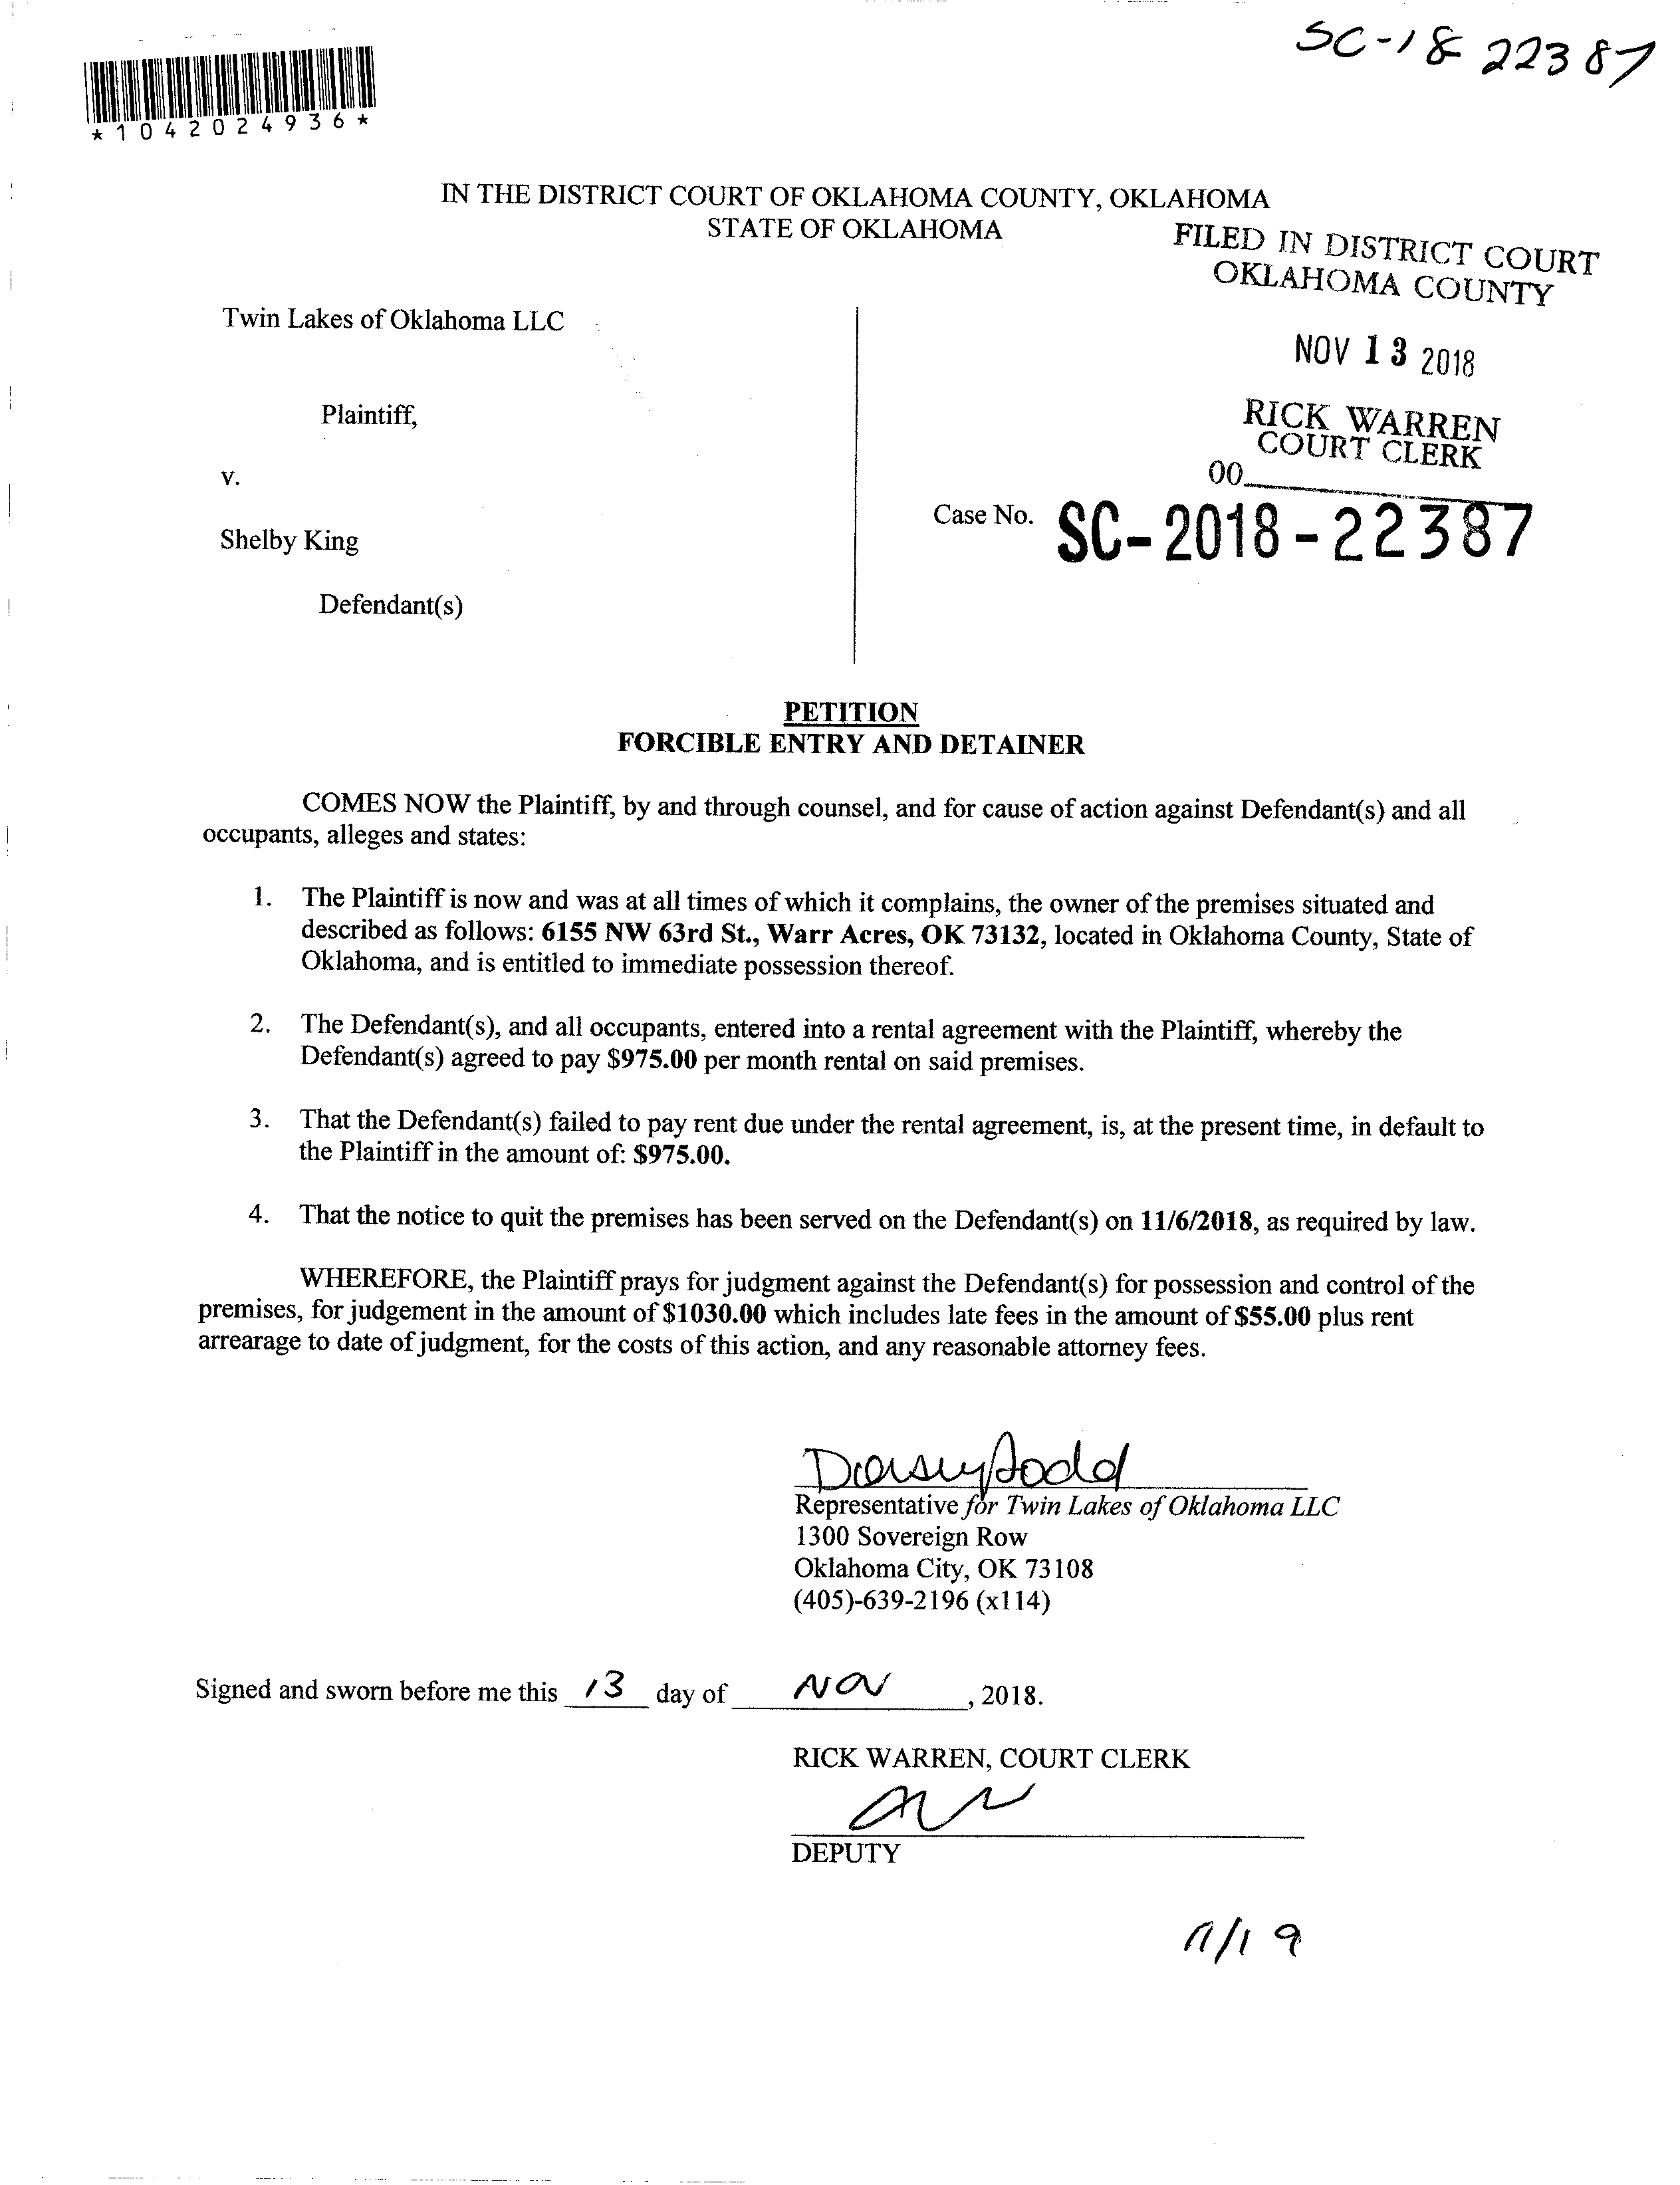 SC-18 22387
*1042024936*
IN THE DISTRICT COURT OF OKLAHOMA COUNTY, OKLAHOMA
STATE OF OKLAHOMA
FILED IN DISTRICT COURT
OKLAHOMA COUNTY
NOV 13 2018
RICK WARREN
COURT CLERK
00
Twin Lakes of Oklahoma LLC
Plaintiff,
v.
Shelby King
Defendant(s)
Case No. SC-2018-22387
PETITION
FORCIBLE ENTRY AND DETAINER
COMES NOW the Plaintiff, by and through counsel, and for cause of action against Defendant(s) and all
occupants, alleges and states:
1. The Plaintiff is now and was at all times of which it complains, the owner of the premises situated and
described as follows: 6155 NW 63rd St., Warr Acres, OK 73132, located in Oklahoma County, State of
Oklahoma, and is entitled to immediate possession thereof.
2. The Defendant(s), and all occupants, entered into a rental agreement with the Plaintiff, whereby the
Defendant(s) agreed to pay $975.00 per month rental on said premises.
3. That the Defendant(s) failed to pay rent due under the rental agreement, is, at the present time, in default to
the Plaintiff in the amount of: $975.00.
4. That the notice to quit the premises has been served on the Defendant(s) on 11/6/2018, as required by law.
WHEREFORE, the Plaintiff prays for judgment against the Defendant(s) for possession and control of the
premises, for judgement in the amount of $1030.00 which includes late fees in the amount of $55.00 plus rent
arrearage to date of judgment, for the costs of this action, and any reasonable attorney fees.
Representative for Twin Lakes of Oklahoma LLC
1300 Sovereign Row
Oklahoma City, OK 73108
(405)-639-2196 (x114)
Signed and sworn before me this 13 day of NOV, 2018.
RICK WARREN, COURT CLERK
DEPUTY
11/19